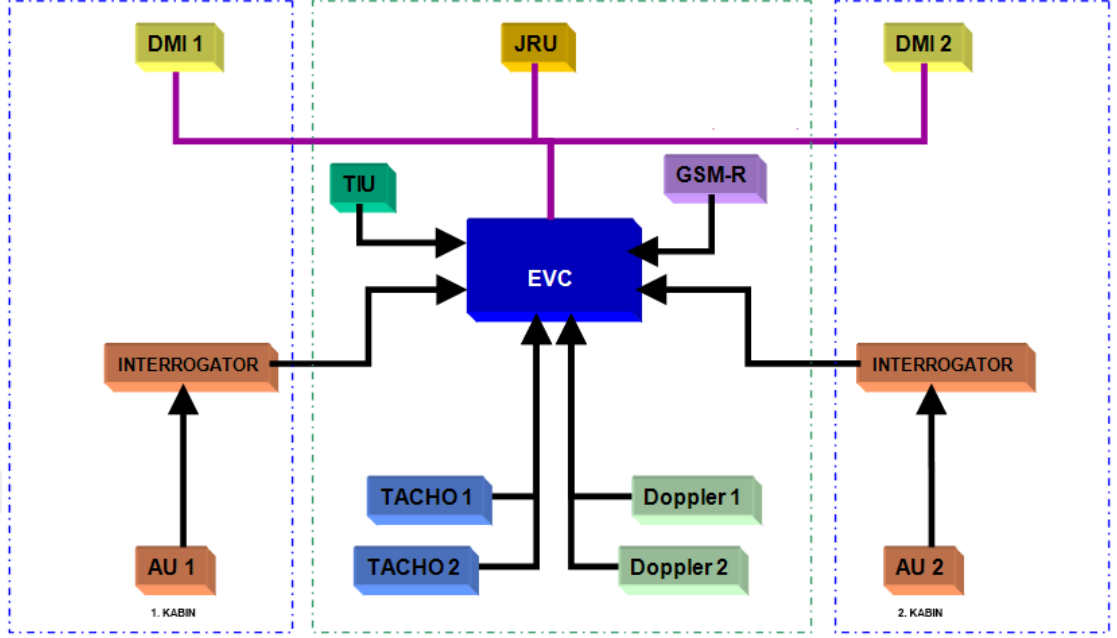 DMI 1
JRU
DMI 2
TIU
GSM-R
EVC
INTERROGATOR
INTERROGATOR
TACHO 1
Doppler 1
TACHO 2
Doppler 2
AU 1
AU 2
1. KABIN
2. KABIN